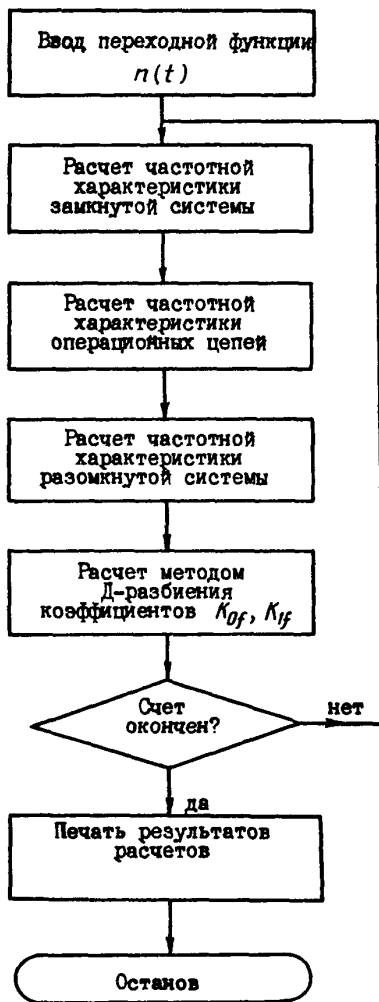 Ввод переходной функции
n(t)
Расчет частотной
характеристики
замкнутой системы
Расчет частотной
характеристики
операционных цепей
Расчет частотной
характеристики
разомкнутой системы
Расчет методом
Д-разбиения
коэффициентов K0f, K1f
Счет
окончен?
нет
да
Печать результатов
расчетов
Останов